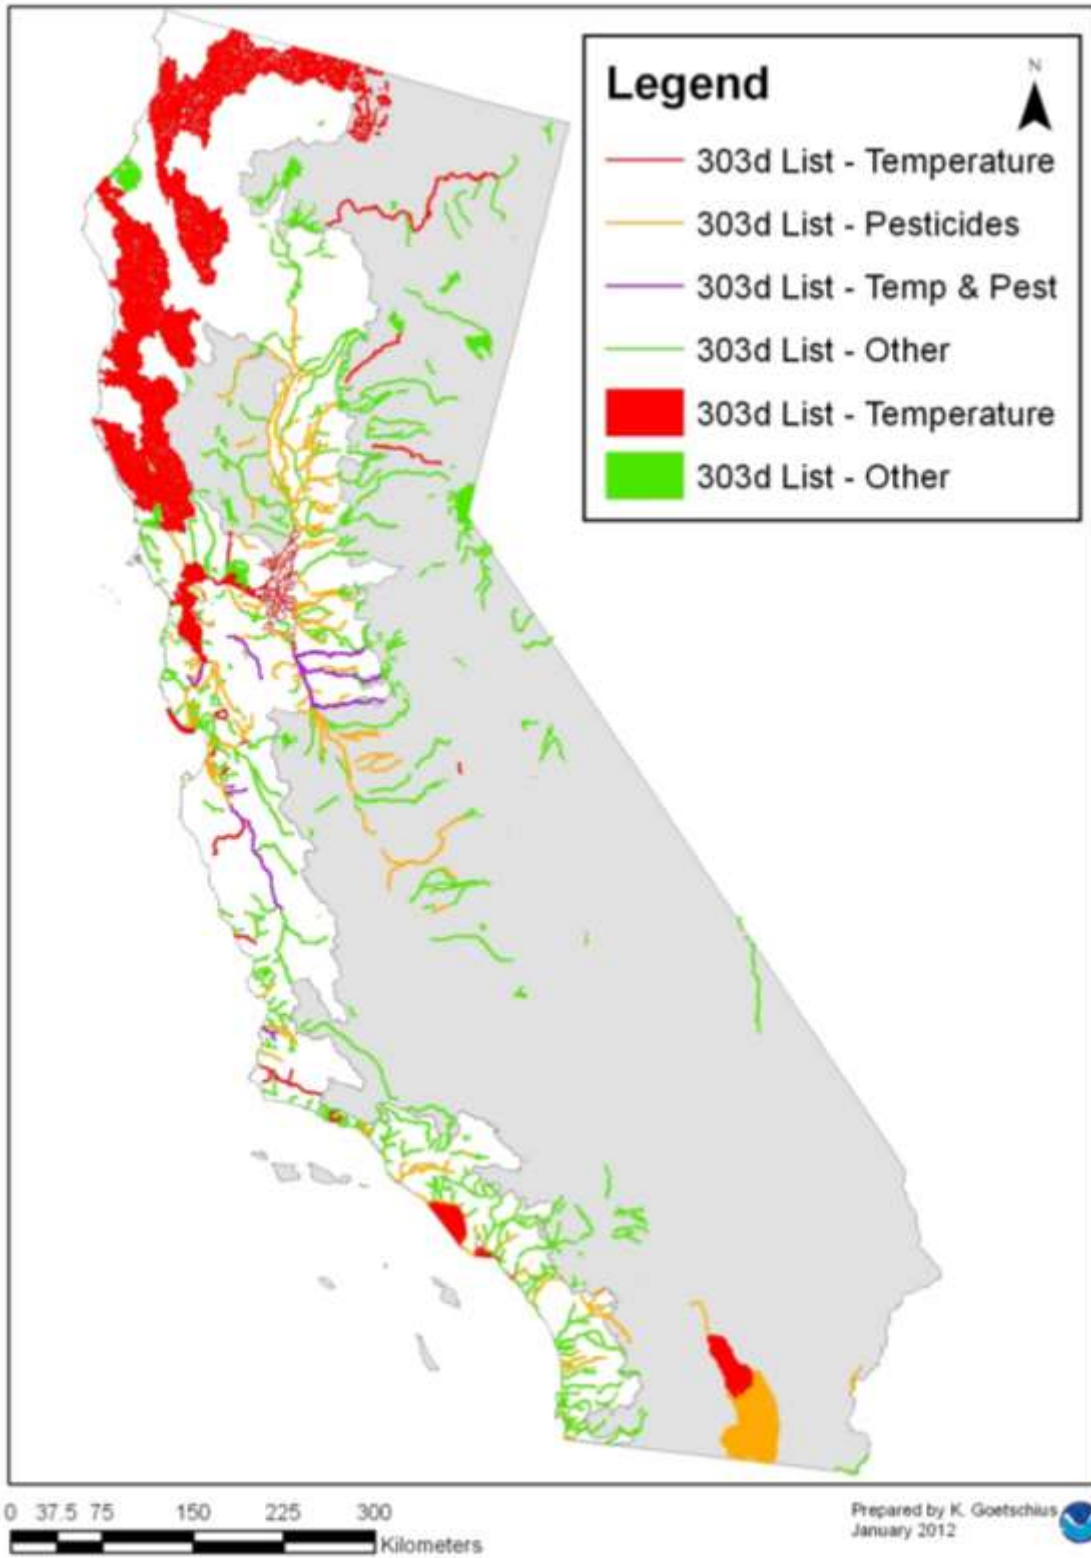 Legend
N
303d List - Temperature
303d List - Pesticides
303d List - Temp & Pest
303d List - Other
303d List - Temperature
303d List - Other
0 37.5 75 150 225 300
Kilometers
Prepared by K. Goetschius
January 2012